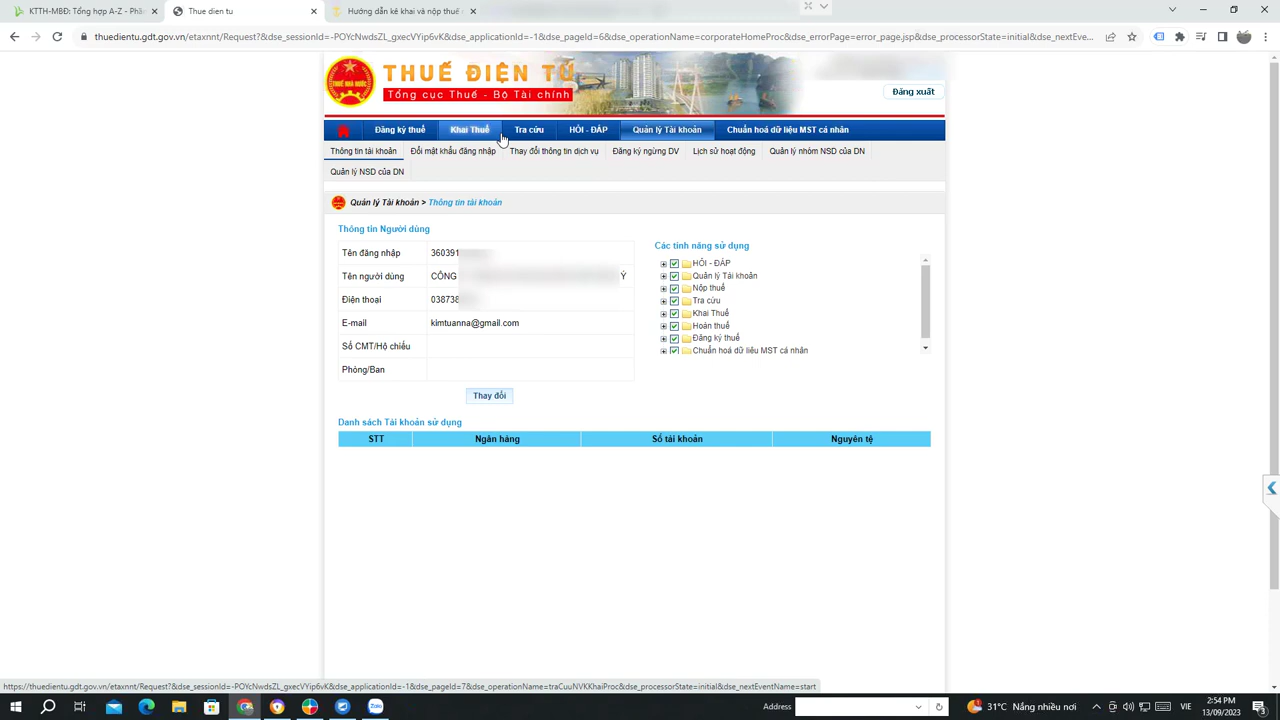 KTTH-MBĐ: Tổng hợp A-Z - Phầ
Thue dien tu
Hướng dẫn kê khai và nộp thuế
thuedientu.gdt.gov.vn/etaxnnt/Request?&dse_sessionId=-POYcNwdsZL_gxecVYip6vK&dse_applicationId=-1&dse_pageId=6&dse_operationName=corporateHomeProc&dse_errorPage=error_page.jsp&dse_processorState=initial&dse_nextEve...
THUẾ NHÀ NƯỚC
THUẾ ĐIỆN TỬ
Tổng cục Thuế - Bộ Tài chính
Đăng xuất
Đăng ký thuế Khai Thuế Tra cứu HỎI - ĐÁP Quản lý Tài khoản Chuẩn hoá dữ liệu MST cá nhân
Thông tin tài khoản Đổi mật khẩu đăng nhập Thay đổi thông tin dịch vụ Đăng ký ngừng DV Lịch sử hoạt động Quản lý nhóm NSD của DN
Quản lý NSD của DN
Quản lý Tài khoản > Thông tin tài khoản
Thông tin Người dùng
Tên đăng nhập 360391
Tên người dùng CÔNG Ý
Điện thoại 038738
E-mail kimtuanna@gmail.com
Số CMT/Hộ chiếu
Phòng/Ban
Thay đổi
Các tính năng sử dụng
HỎI - ĐÁP
Quản lý Tài khoản
Nộp thuế
Tra cứu
Khai Thuế
Hoàn thuế
Đăng ký thuế
Chuẩn hoá dữ liệu MST cá nhân
Danh sách Tài khoản sử dụng
STT Ngân hàng Số tài khoản Nguyên tệ
https://thuedientu.gdt.gov.vn/etaxnnt/Request?&dse_sessionId=-POYcNwdsZL_gxecVYip6vK&dse_applicationId=-1&dse_pageId=7&dse_operationName=traCuuNVKKhaiProc&dse_processorState=initial&dse_nextEventName=start
Zalo
Address
31°C Nắng nhiều nơi
VIE
2:54 PM
13/09/2023
3